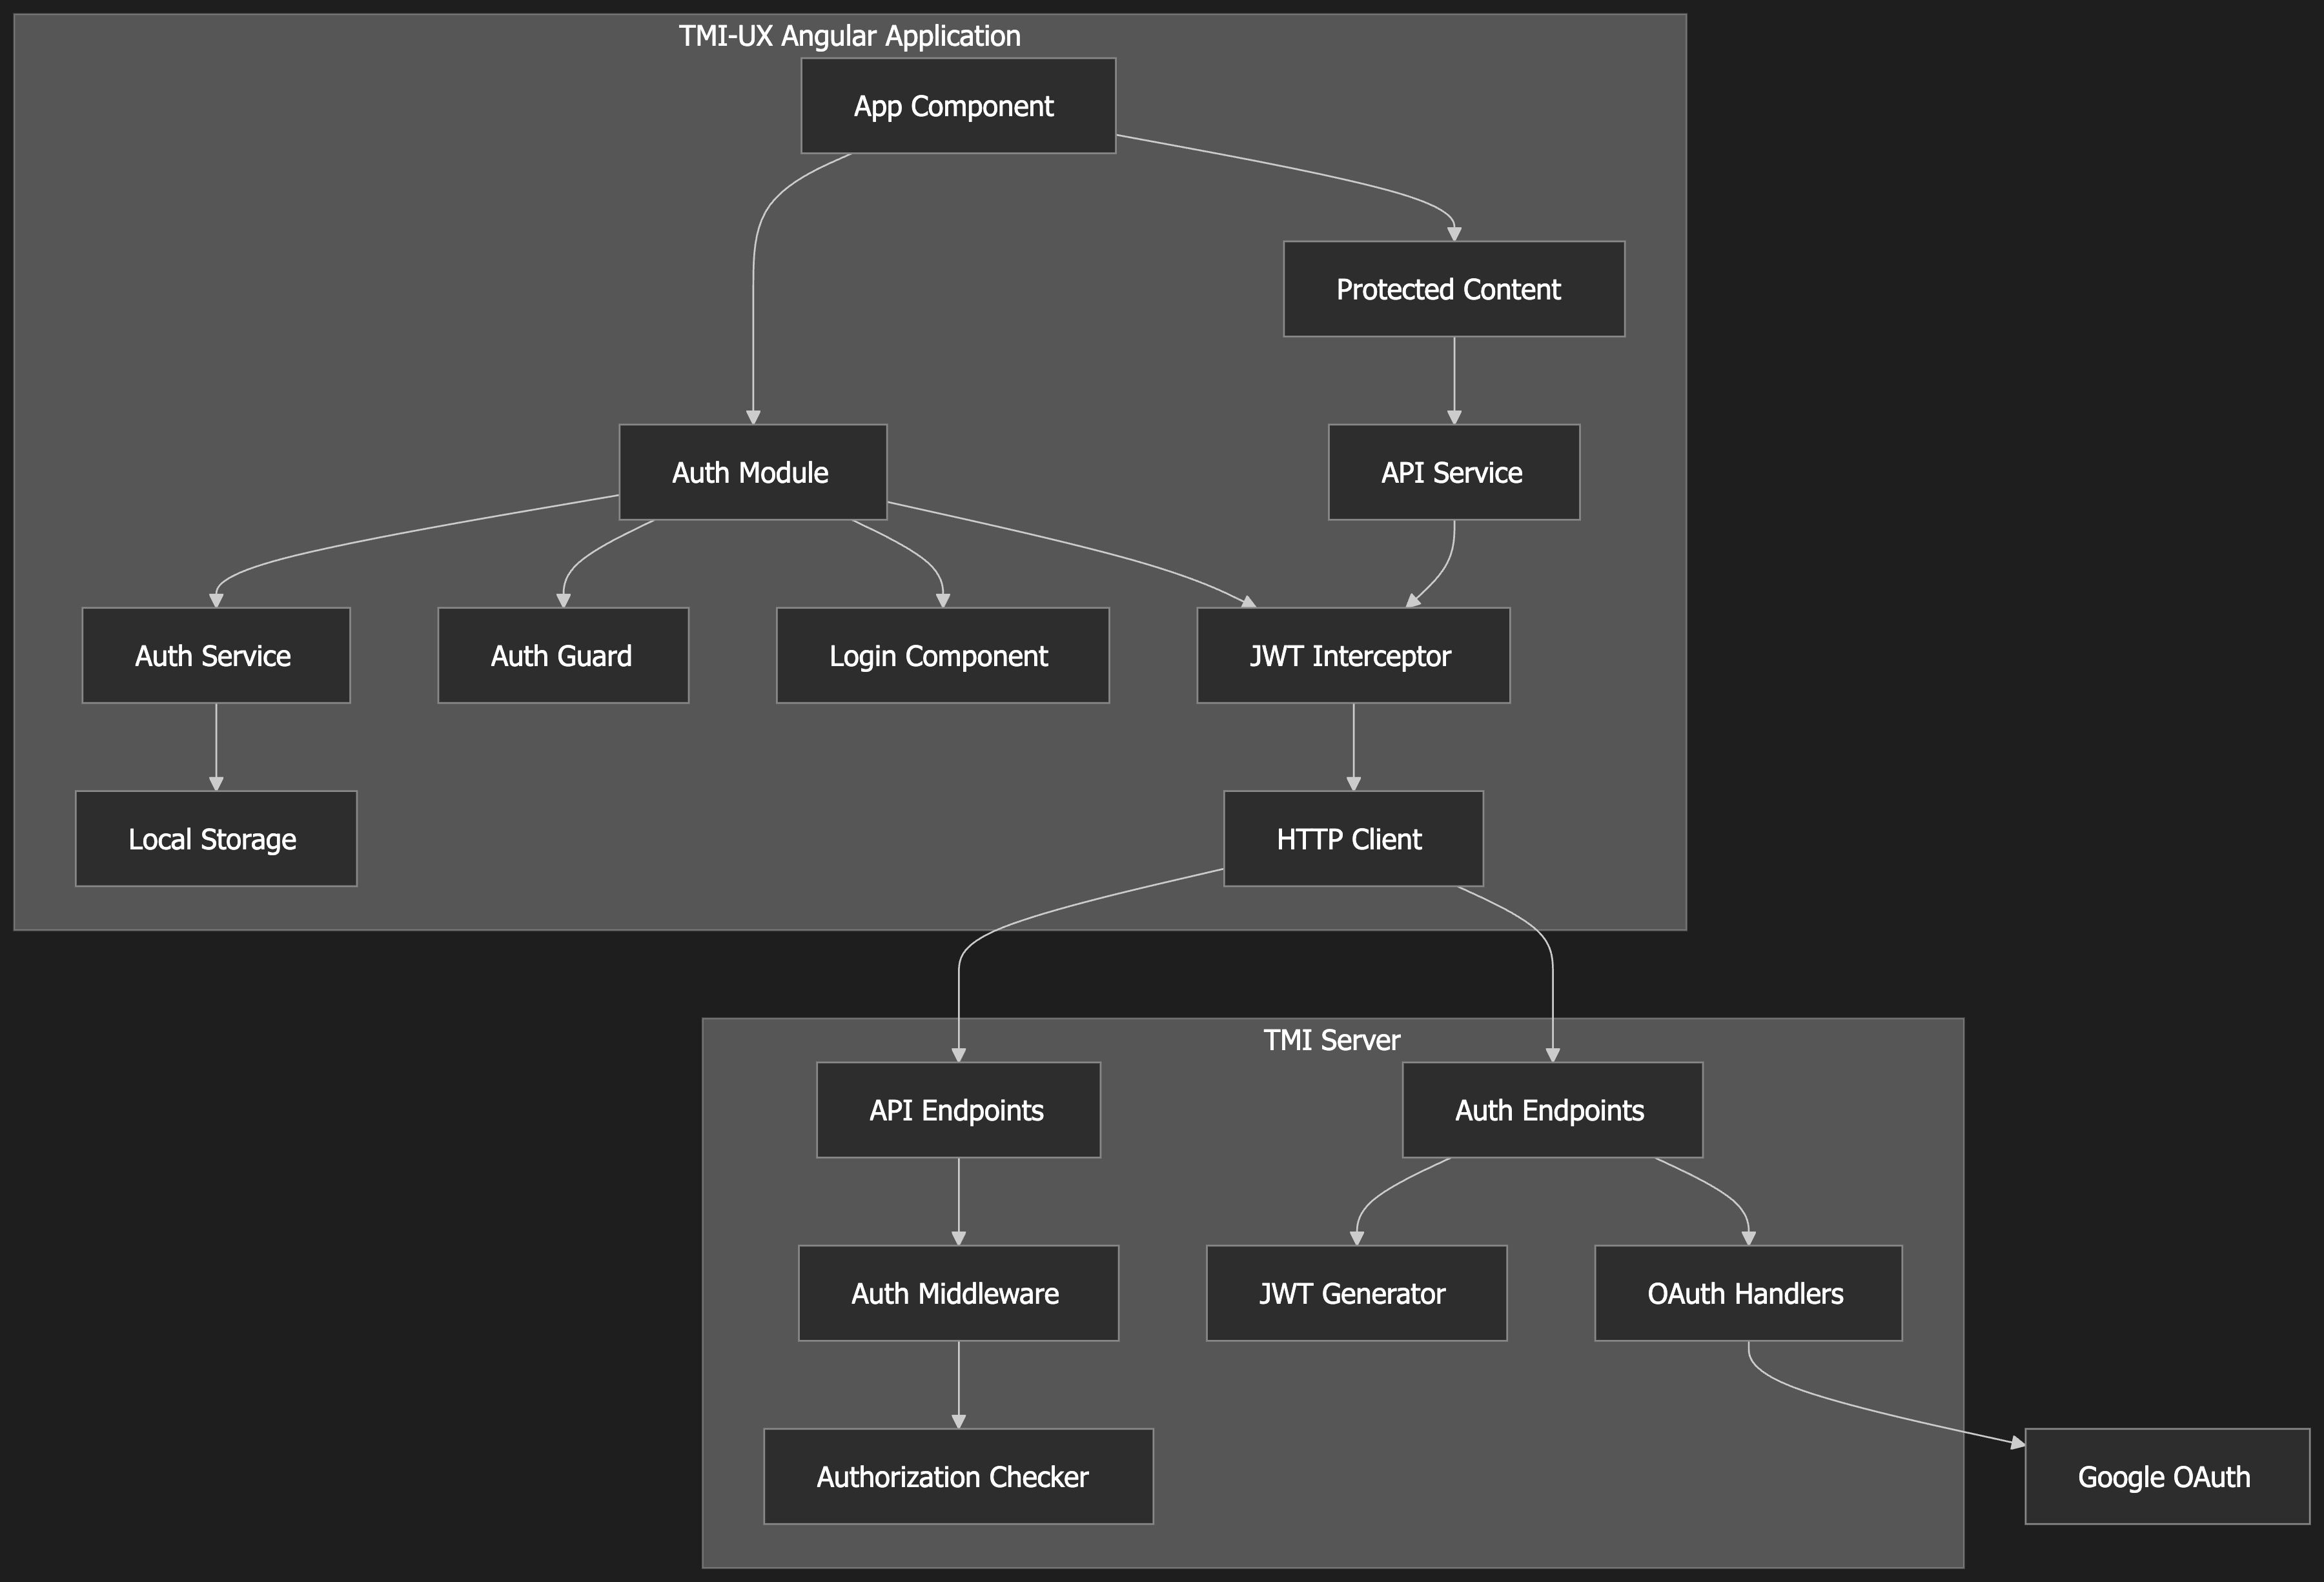 TMI-UX Angular Application
App Component
Protected Content
Auth Module
API Service
Auth Service
Auth Guard
Login Component
JWT Interceptor
Local Storage
HTTP Client
TMI Server
API Endpoints
Auth Endpoints
Auth Middleware
JWT Generator
OAuth Handlers
Authorization Checker
Google OAuth